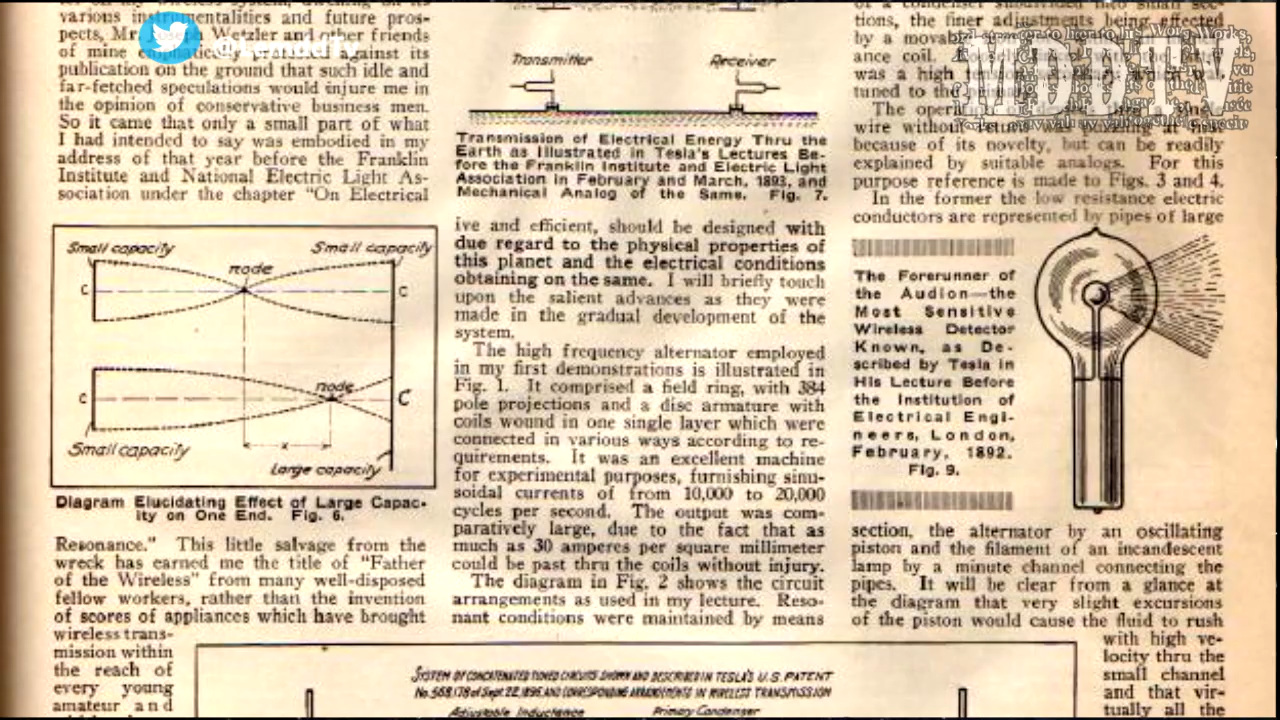 various instrumentalities and future pros-
pects, Mr. Joseph Wetzler and other friends
of mine emphatically protested against its
publication on the ground that such idle and
far-fetched speculations would injure me in
the opinion of conservative business men.
So it came that only a small part of what
I had intended to say was embodied in my
address of that year before the Franklin
Institute and National Electric Light As-
sociation under the chapter "On Electrical
Small capacity
Small capacity
node
C
C
node
C
C
Small capacity
x
Large capacity
Diagram Elucidating Effect of Large Capac-
ity on One End. Fig. 6.
Resonance." This little salvage from the
wreck has earned me the title of "Father
of the Wireless" from many well-disposed
fellow workers, rather than the invention
of scores of appliances which have brought
wireless trans-
mission within
the reach of
every young
amateur and
Transmitter
Receiver
Transmission of Electrical Energy Thru the
Earth as Illustrated in Tesla's Lectures Be-
fore the Franklin Institute and Electric Light
Association in February and March, 1893, and
Mechanical Analog of the Same. Fig. 7.
ive and efficient, should be designed with
due regard to the physical properties of
this planet and the electrical conditions
obtaining on the same. I will briefly touch
upon the salient advances as they were
made in the gradual development of the
system.
The high frequency alternator employed
in my first demonstrations is illustrated in
Fig. 1. It comprised a field ring, with 384
pole projections and a disc armature with
coils wound in one single layer which were
connected in various ways according to re-
quirements. It was an excellent machine
for experimental purposes, furnishing sinu-
soidal currents of from 10,000 to 20,000
cycles per second. The output was com-
paratively large, due to the fact that as
much as 30 amperes per square millimeter
could be past thru the coils without injury.
The diagram in Fig. 2 shows the circuit
arrangements as used in my lecture. Reso-
nant conditions were maintained by means
of a condenser subdivided into small sec-
tions, the finer adjustments being effected
by a movable
ance coil.
was a high
tuned to the
MDDTV
The
wire without
because of its novelty, but can be readily
explained by suitable analogs. For this
purpose reference is made to Figs. 3 and 4.
In the former the low resistance electric
conductors are represented by pipes of large
The Forerunner of
the Audion—the
Most Sensitive
Wireless Detector
Known, as De-
scribed by Tesla in
His Lecture Before
the Institution of
Electrical Engi-
neers, London,
February, 1892.
Fig. 9.
section, the alternator by an oscillating
piston and the filament of an incandescent
lamp by a minute channel connecting the
pipes. It will be clear from a glance at
the diagram that very slight excursions
of the piston would cause the fluid to rush
with high ve-
locity thru the
small channel
and that vir-
tually all the
SYSTEM OF CONCATENATED TUNED CIRCUITS SHOWN AND DESCRIBED IN TESLA'S U.S. PATENT
No. 568,178 of Sept. 22, 1896, AND CORRESPONDING ARRANGEMENTS IN WIRELESS TRANSMISSION
Adjustable Inductance
Primary Condenser